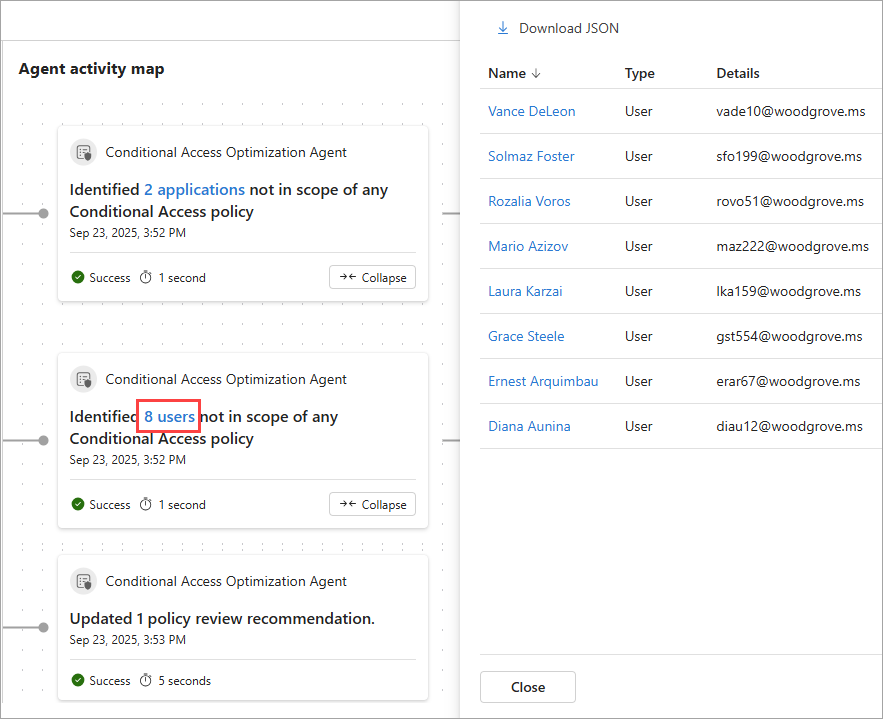 Agent activity map
Conditional Access Optimization Agent
Identified 2 applications not in scope of any
Conditional Access policy
Sep 23, 2025, 3:52 PM
Success 1 second Collapse
Conditional Access Optimization Agent
Identified 8 users not in scope of any
Conditional Access policy
Sep 23, 2025, 3:52 PM
Success 1 second Collapse
Conditional Access Optimization Agent
Updated 1 policy review recommendation.
Sep 23, 2025, 3:53 PM
Success 5 seconds
Download JSON
Name ↓ Type Details
Vance DeLeon User vade10@woodgrove.ms
Solmaz Foster User sfo199@woodgrove.ms
Rozalia Voros User rovo51@woodgrove.ms
Mario Azizov User maz222@woodgrove.ms
Laura Karzai User lka159@woodgrove.ms
Grace Steele User gst554@woodgrove.ms
Ernest Arquimbau User erar67@woodgrove.ms
Diana Aunina User diau12@woodgrove.ms
Close